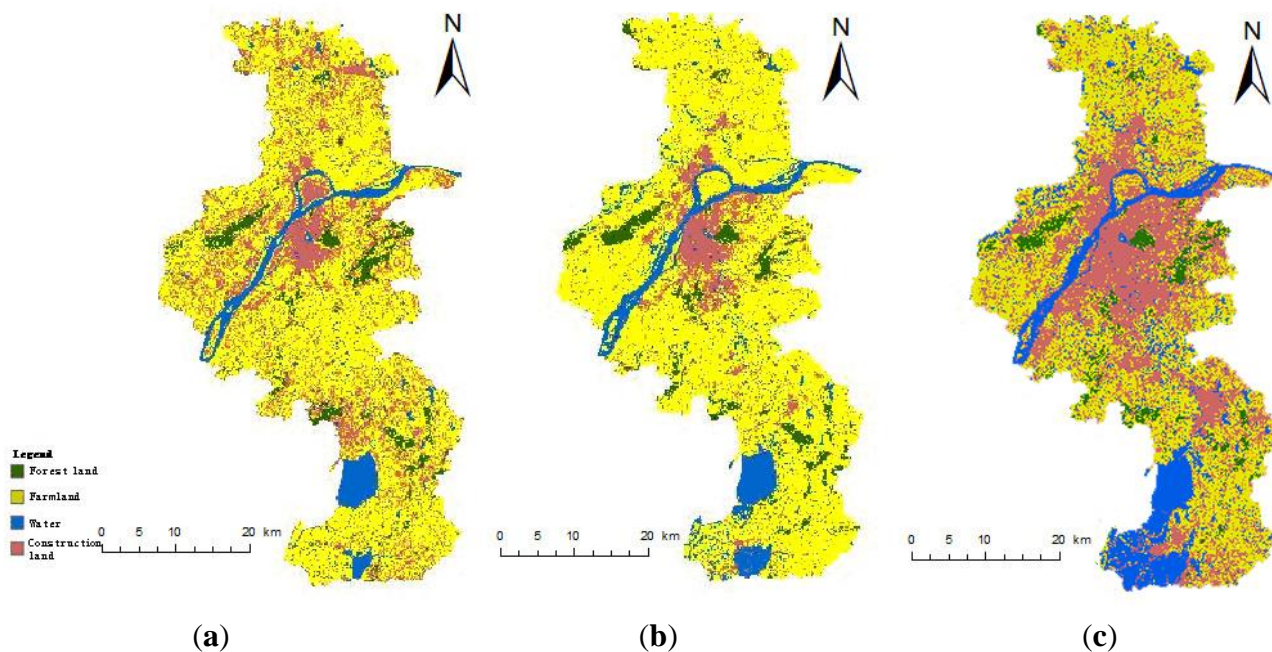 N
N
N
Legend
Forest land
Farmland
Water
Construction
land
0 5 10 20 km
0 5 10 20 km
0 5 10 20 km
(a)
(b)
(c)